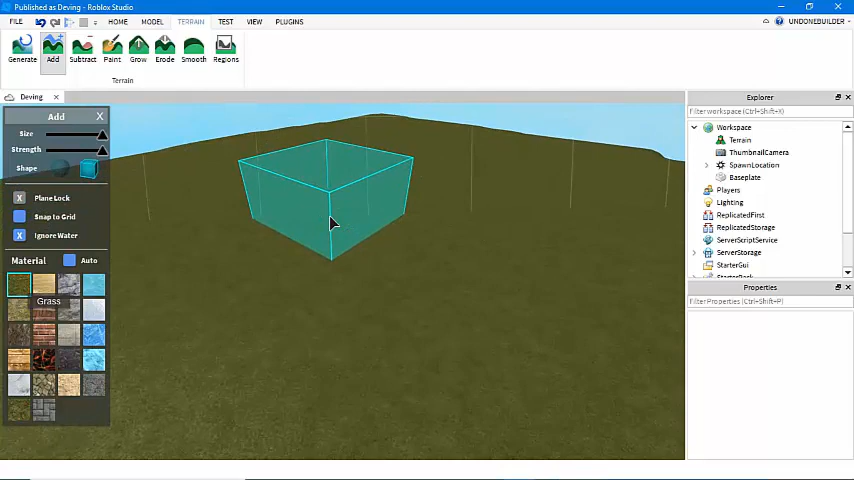 Published as Deving - Roblox Studio
FILE HOME MODEL TERRAIN TEST VIEW PLUGINS UNDONEBUILDER
Generate Add Subtract Paint Grow Erode Smooth Regions
Terrain
Deving
Add X
Size
Strength
Shape
X Plane Lock
Snap to Grid
X Ignore Water
Material Auto
Grass
Explorer
Filter workspace (Ctrl+Shift+X)
Workspace
Terrain
ThumbnailCamera
SpawnLocation
Baseplate
Players
Lighting
ReplicatedFirst
ReplicatedStorage
ServerScriptService
ServerStorage
StarterGui
StarterPack
Properties
Filter Properties (Ctrl+Shift+P)